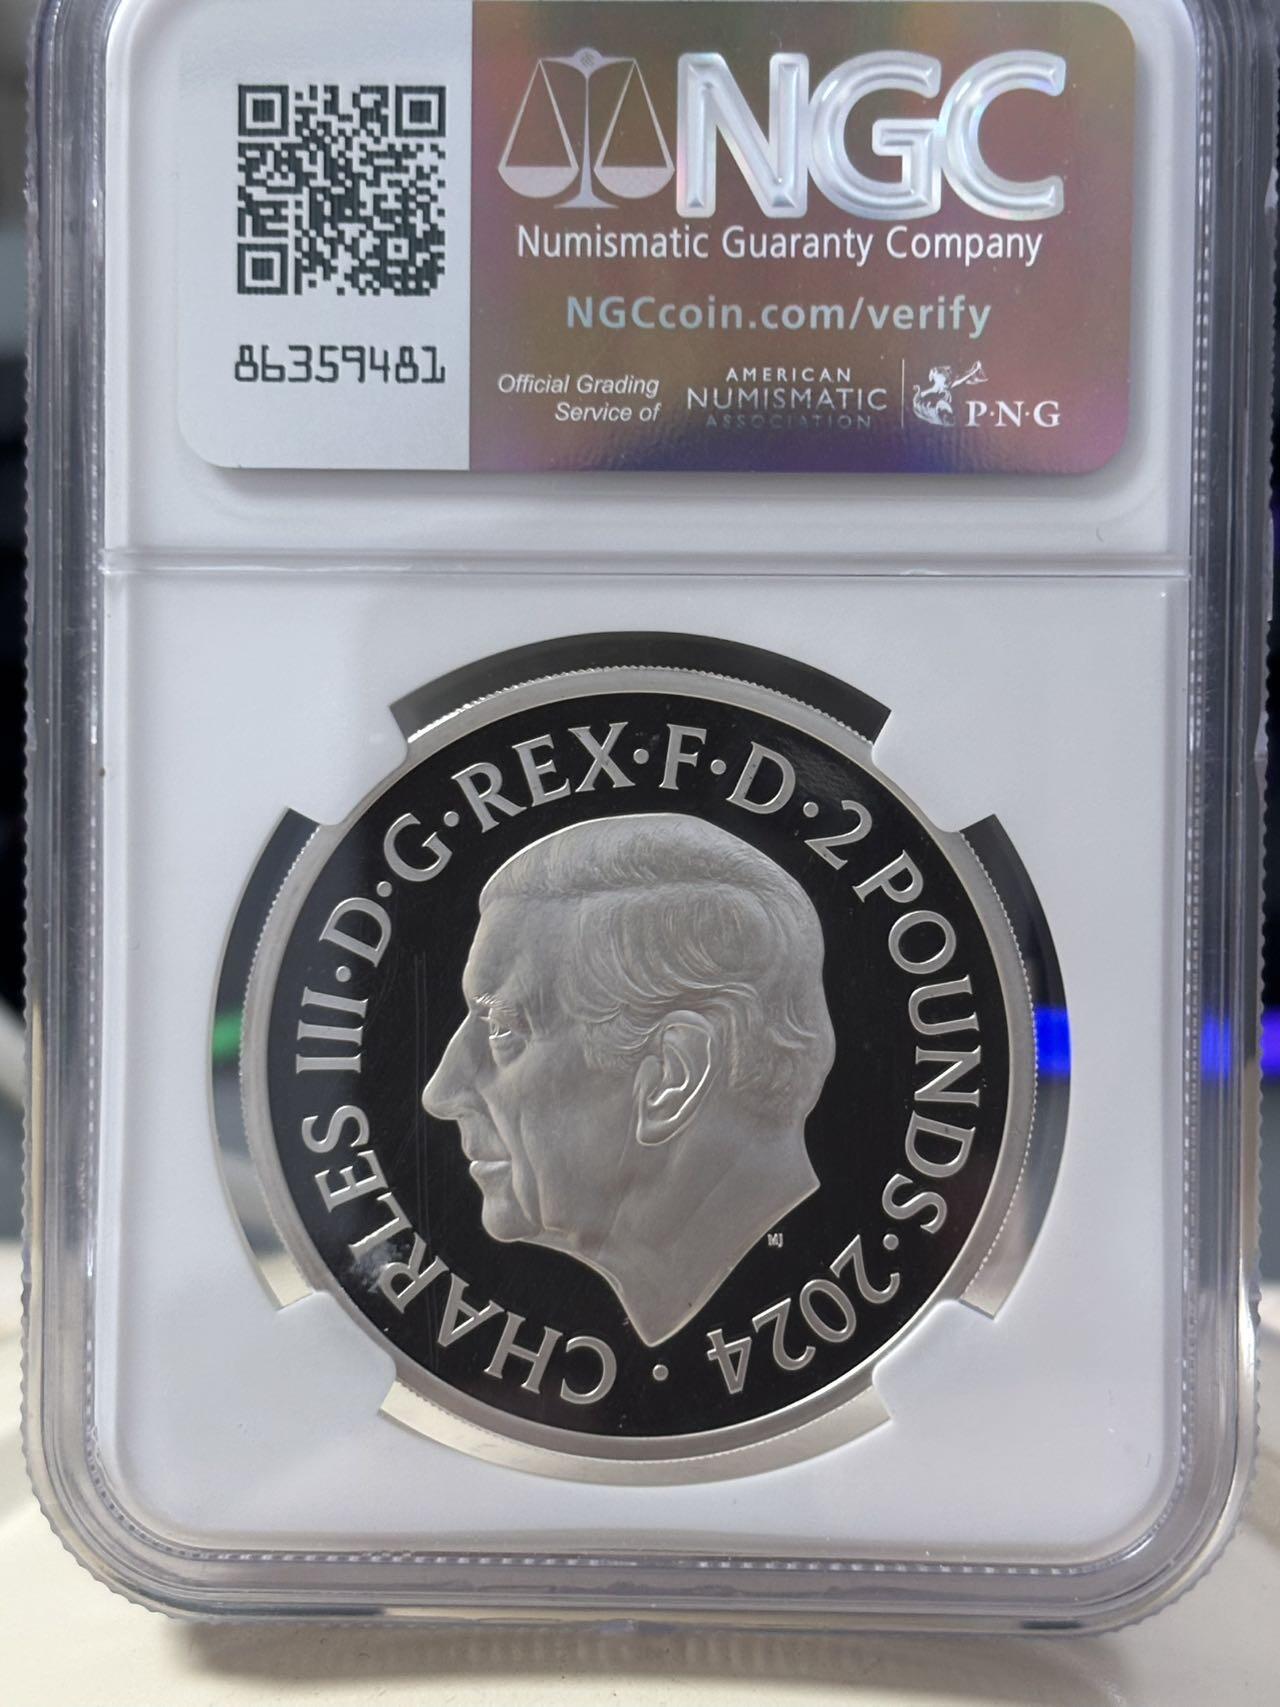 NGC
Numismatic Guaranty Company
NGCcoin.com/verify
86359481
Official Grading
Service of
AMERICAN
NUMISMATIC
ASSOCIATION
P·N·G
CHARLES III·D·G·REX·F·D·2 POUNDS·2024·
MJ